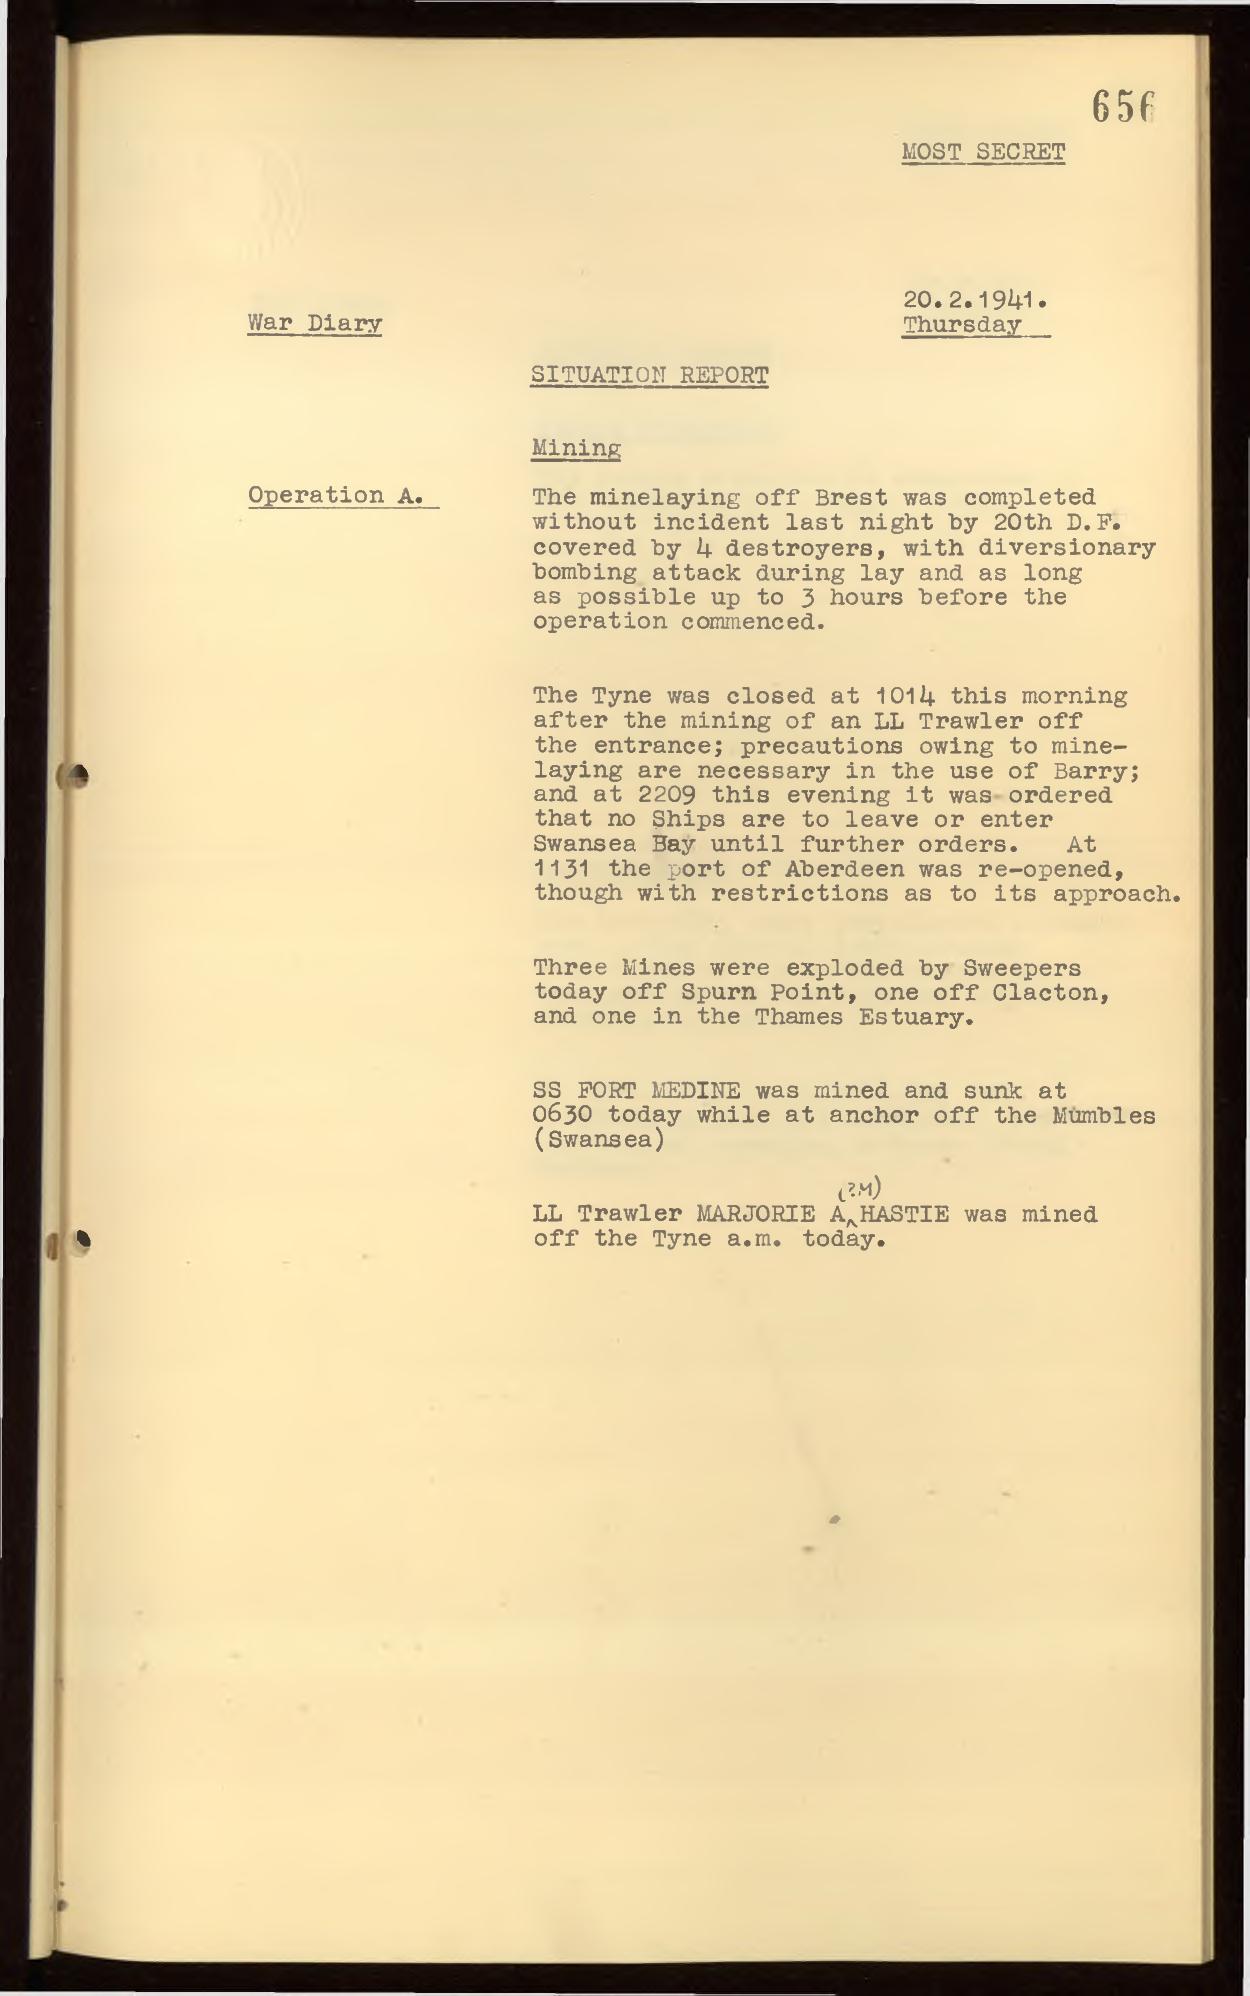 656
MOST SECRET
20.2.1941.
War Diary
Thursday
SITUATION REPORT
Mining
Operation A.
The minelaying off Brest was completed
without incident last night by 20th D.F.
covered by 4 destroyers, with diversionary
bombing attack during lay and as long
as possible up to 3 hours before the
operation commenced.
The Tyne was closed at 1014 this morning
after the mining of an LL Trawler off
the entrance; precautions owing to mine-
laying are necessary in the use of Barry;
and at 2209 this evening it was ordered
that no Ships are to leave or enter
Swansea Bay until further orders. At
1131 the port of Aberdeen was re-opened,
though with restrictions as to its approach.
Three Mines were exploded by Sweepers
today off Spurn Point, one off Clacton,
and one in the Thames Estuary.
SS FORT MEDINE was mined and sunk at
0630 today while at anchor off the Mumbles
(Swansea)
(?M)
LL Trawler MARJORIE A HASTIE was mined
off the Tyne a.m. today.